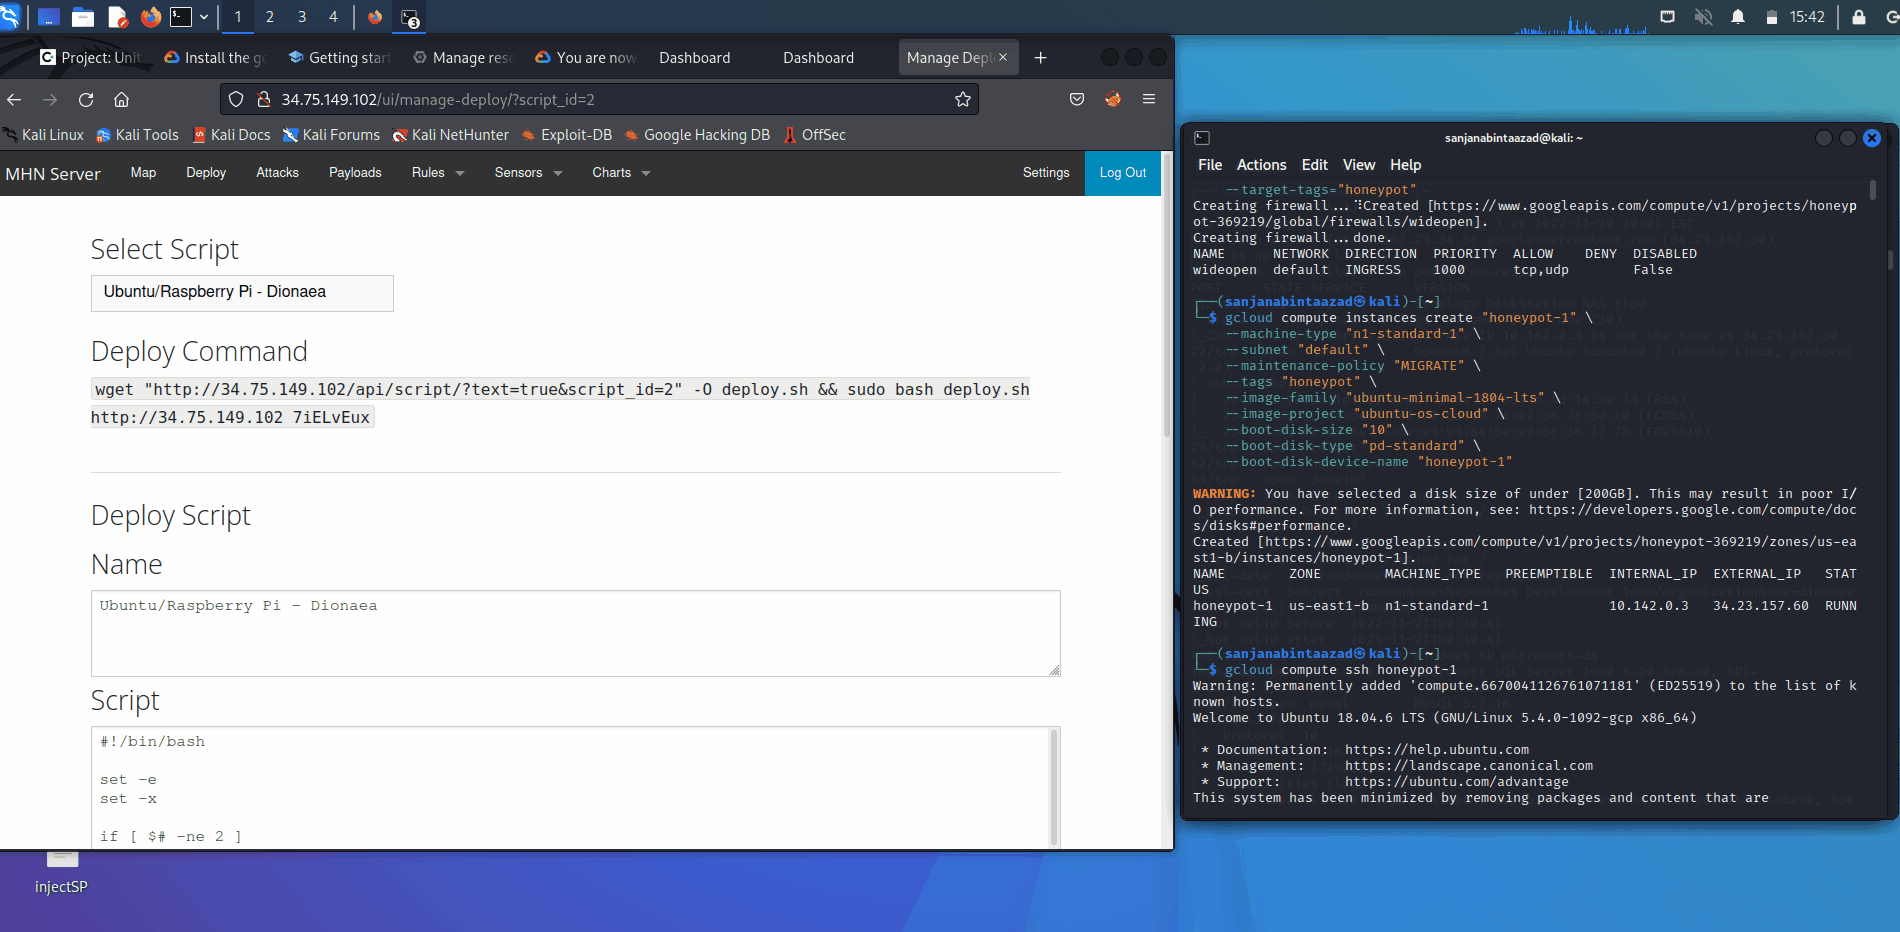 1 2 3 4
3
15:42
Project: Unit
Install the go
Getting start
Manage reso
You are now
Dashboard
Dashboard
Manage Depl
34.75.149.102/ui/manage-deploy/?script_id=2
Kali Linux Kali Tools Kali Docs Kali Forums Kali NetHunter Exploit-DB Google Hacking DB OffSec
MHN Server Map Deploy Attacks Payloads Rules Sensors Charts Settings Log Out
Select Script
Ubuntu/Raspberry Pi - Dionaea
Deploy Command
wget "http://34.75.149.102/api/script/?text=true&script_id=2" -O deploy.sh && sudo bash deploy.sh
http://34.75.149.102 7iELvEux
Deploy Script
Name
Ubuntu/Raspberry Pi - Dionaea
Script
#!/bin/bash
set -e
set -x
if [ $# -ne 2 ]
injectSP
sanjanabintaazad@kali: ~
File Actions Edit View Help
--target-tags="honeypot"
Creating firewall...⠹Created [https://www.googleapis.com/compute/v1/projects/honeyp
ot-369219/global/firewalls/wideopen].
Creating firewall...done.
NAME NETWORK DIRECTION PRIORITY ALLOW DENY DISABLED
wideopen default INGRESS 1000 tcp,udp False
┌──(sanjanabintaazad㉿kali)-[~]
└─$ gcloud compute instances create "honeypot-1" \
--machine-type "n1-standard-1" \
--subnet "default" \
--maintenance-policy "MIGRATE" \
--tags "honeypot" \
--image-family "ubuntu-minimal-1804-lts" \
--image-project "ubuntu-os-cloud" \
--boot-disk-size "10" \
--boot-disk-type "pd-standard" \
--boot-disk-device-name "honeypot-1"
WARNING: You have selected a disk size of under [200GB]. This may result in poor I/
O performance. For more information, see: https://developers.google.com/compute/doc
s/disks#performance.
Created [https://www.googleapis.com/compute/v1/projects/honeypot-369219/zones/us-ea
st1-b/instances/honeypot-1].
NAME ZONE MACHINE_TYPE PREEMPTIBLE INTERNAL_IP EXTERNAL_IP STAT
US
honeypot-1 us-east1-b n1-standard-1 10.142.0.3 34.23.157.60 RUNN
ING
┌──(sanjanabintaazad㉿kali)-[~]
└─$ gcloud compute ssh honeypot-1
Warning: Permanently added 'compute.6670041126761071181' (ED25519) to the list of k
nown hosts.
Welcome to Ubuntu 18.04.6 LTS (GNU/Linux 5.4.0-1092-gcp x86_64)
* Documentation: https://help.ubuntu.com
* Management: https://landscape.canonical.com
* Support: https://ubuntu.com/advantage
This system has been minimized by removing packages and content that are